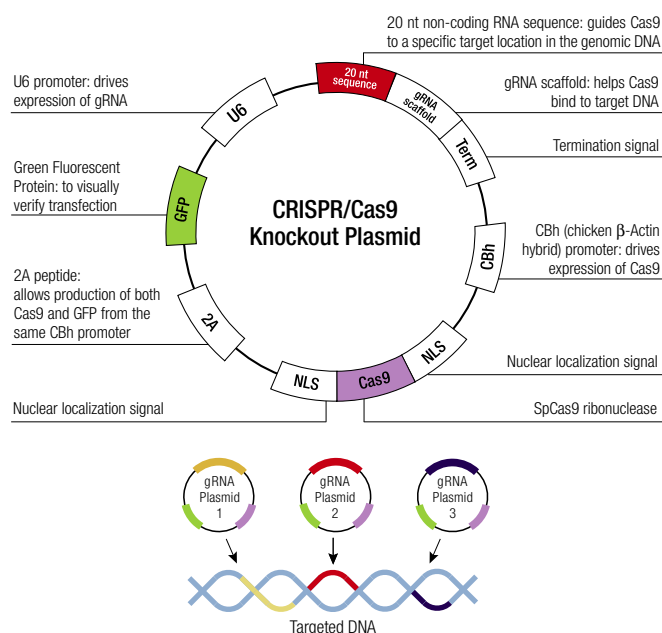 20 nt non-coding RNA sequence: guides Cas9
to a specific target location in the genomic DNA
U6 promoter: drives
expression of gRNA
20 nt
sequence
gRNA
scaffold
gRNA scaffold: helps Cas9
bind to target DNA
U6
Term
Termination signal
Green Fluorescent
Protein: to visually
verify transfection
GFP
CRISPR/Cas9
Knockout Plasmid
CBh
CBh (chicken β-Actin
hybrid) promoter: drives
expression of Cas9
2A peptide:
allows production of both
Cas9 and GFP from the
same CBh promoter
2A
NLS
Cas9
NLS
Nuclear localization signal
Nuclear localization signal
SpCas9 ribonuclease
gRNA
Plasmid
1
gRNA
Plasmid
2
gRNA
Plasmid
3
Targeted DNA